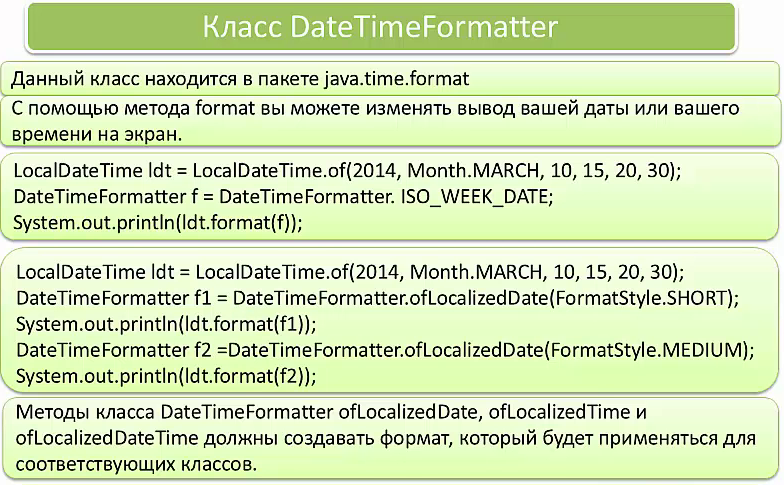 Класс DateTimeFormatter
Данный класс находится в пакете java.time.format
С помощью метода format вы можете изменять вывод вашей даты или вашего
времени на экран.
LocalDateTime ldt = LocalDateTime.of(2014, Month.MARCH, 10, 15, 20, 30);
DateTimeFormatter f = DateTimeFormatter. ISO_WEEK_DATE;
System.out.println(ldt.format(f));
LocalDateTime ldt = LocalDateTime.of(2014, Month.MARCH, 10, 15, 20, 30);
DateTimeFormatter f1 = DateTimeFormatter.ofLocalizedDate(FormatStyle.SHORT);
System.out.println(ldt.format(f1));
DateTimeFormatter f2 =DateTimeFormatter.ofLocalizedDate(FormatStyle.MEDIUM);
System.out.println(ldt.format(f2));
Методы класса DateTimeFormatter ofLocalizedDate, ofLocalizedTime и
ofLocalizedDateTime должны создавать формат, который будет применяться для
соответствующих классов.